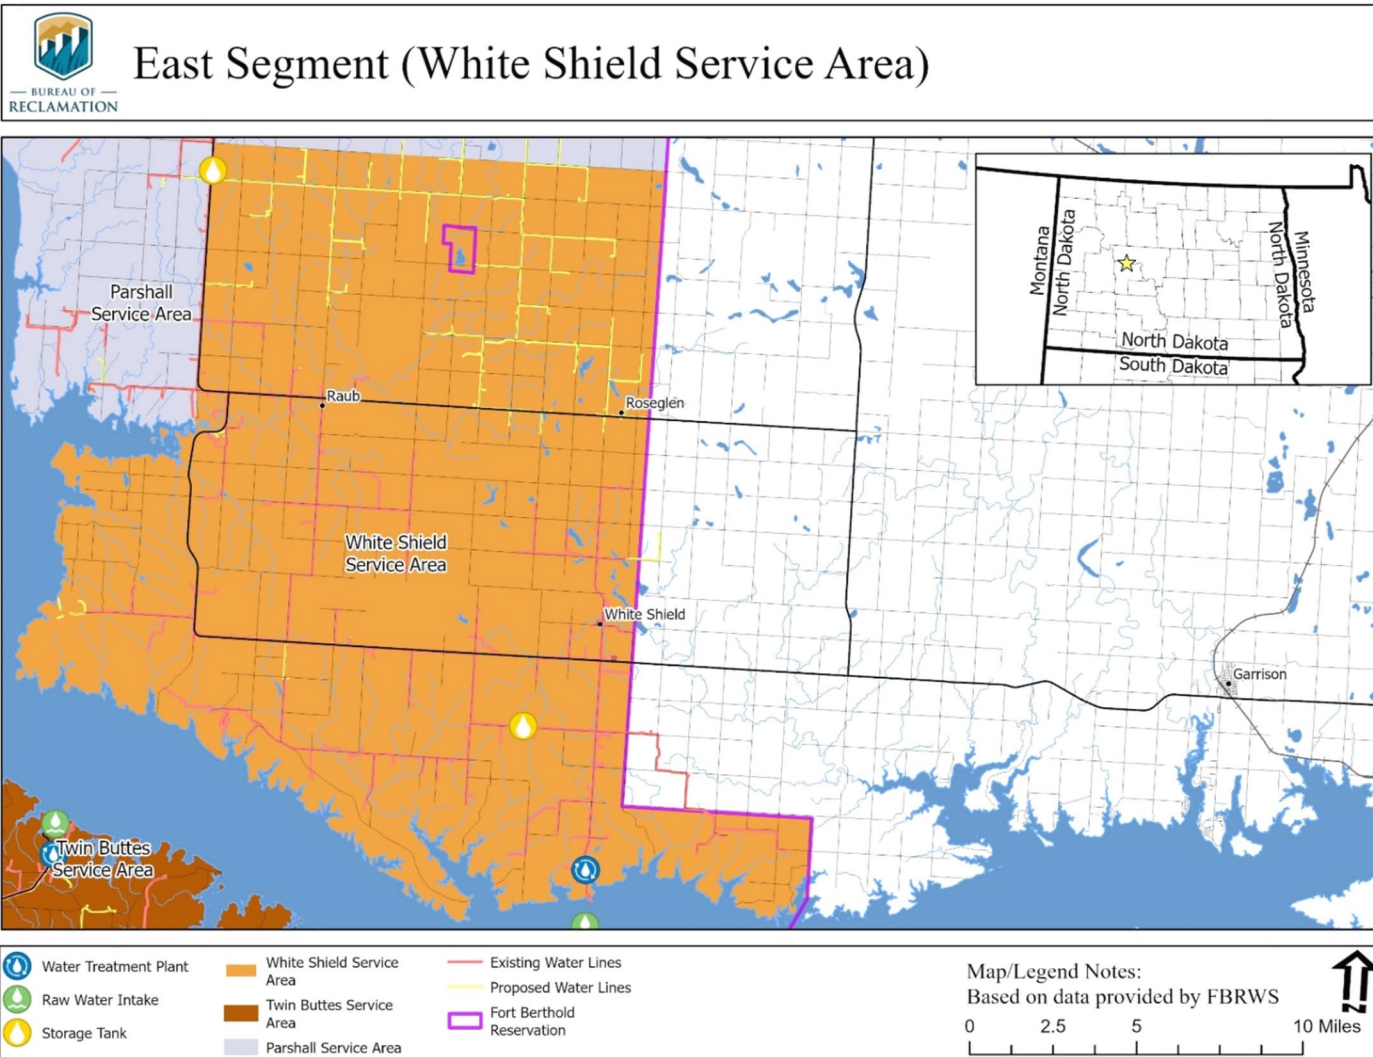 BUREAU OF
RECLAMATION
East Segment (White Shield Service Area)
Parshall
Service Area
Raub
Roseglen
White Shield
Service Area
White Shield
Garrison
Twin Buttes
Service Area
Montana
North Dakota
North Dakota
Minnesota
North Dakota
South Dakota
Water Treatment Plant
Raw Water Intake
Storage Tank
White Shield Service
Area
Twin Buttes Service
Area
Parshall Service Area
Existing Water Lines
Proposed Water Lines
Fort Berthold
Reservation
Map/Legend Notes:
Based on data provided by FBRWS
0 2.5 5 10 Miles
N